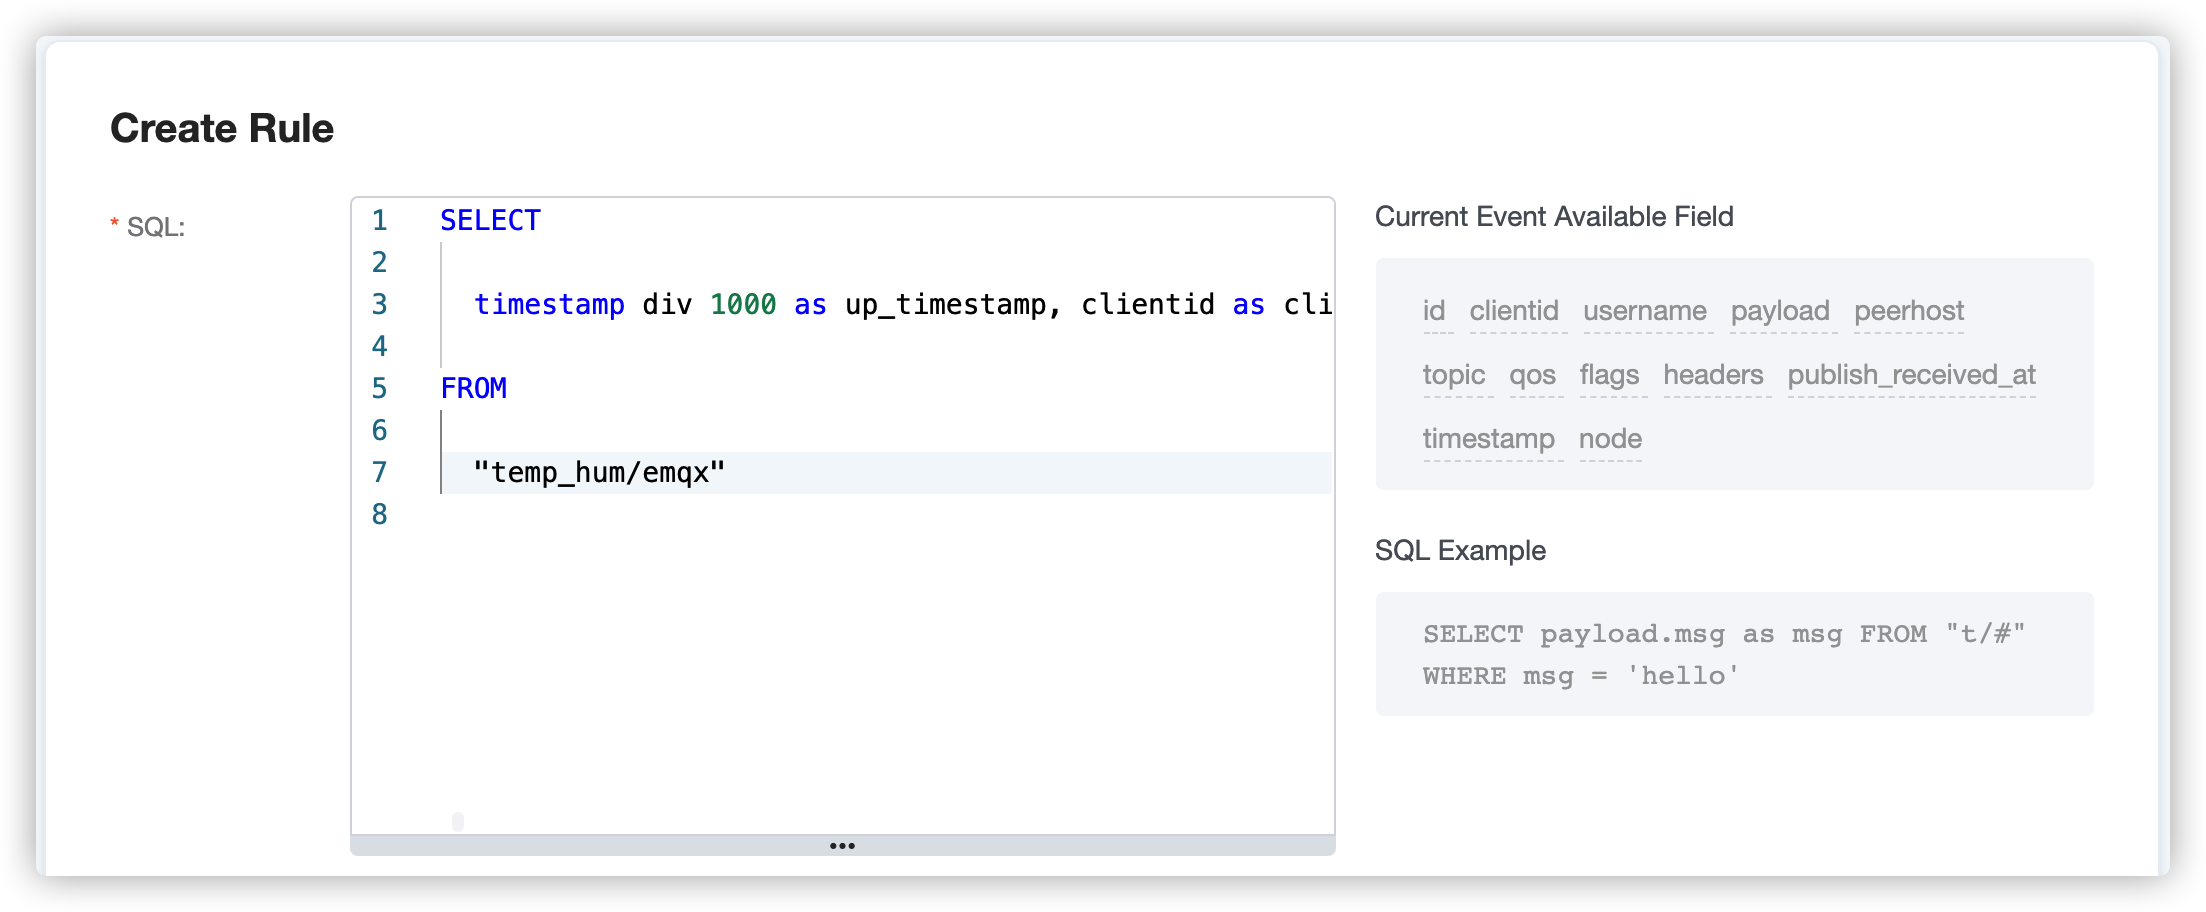 Create Rule
* SQL:
1 SELECT
2
3 timestamp div 1000 as up_timestamp, clientid as cli
4
5 FROM
6
7 "temp_hum/emqx"
8
•••
Current Event Available Field
id clientid username payload peerhost
topic qos flags headers publish_received_at
timestamp node
SQL Example
SELECT payload.msg as msg FROM "t/#"
WHERE msg = 'hello'